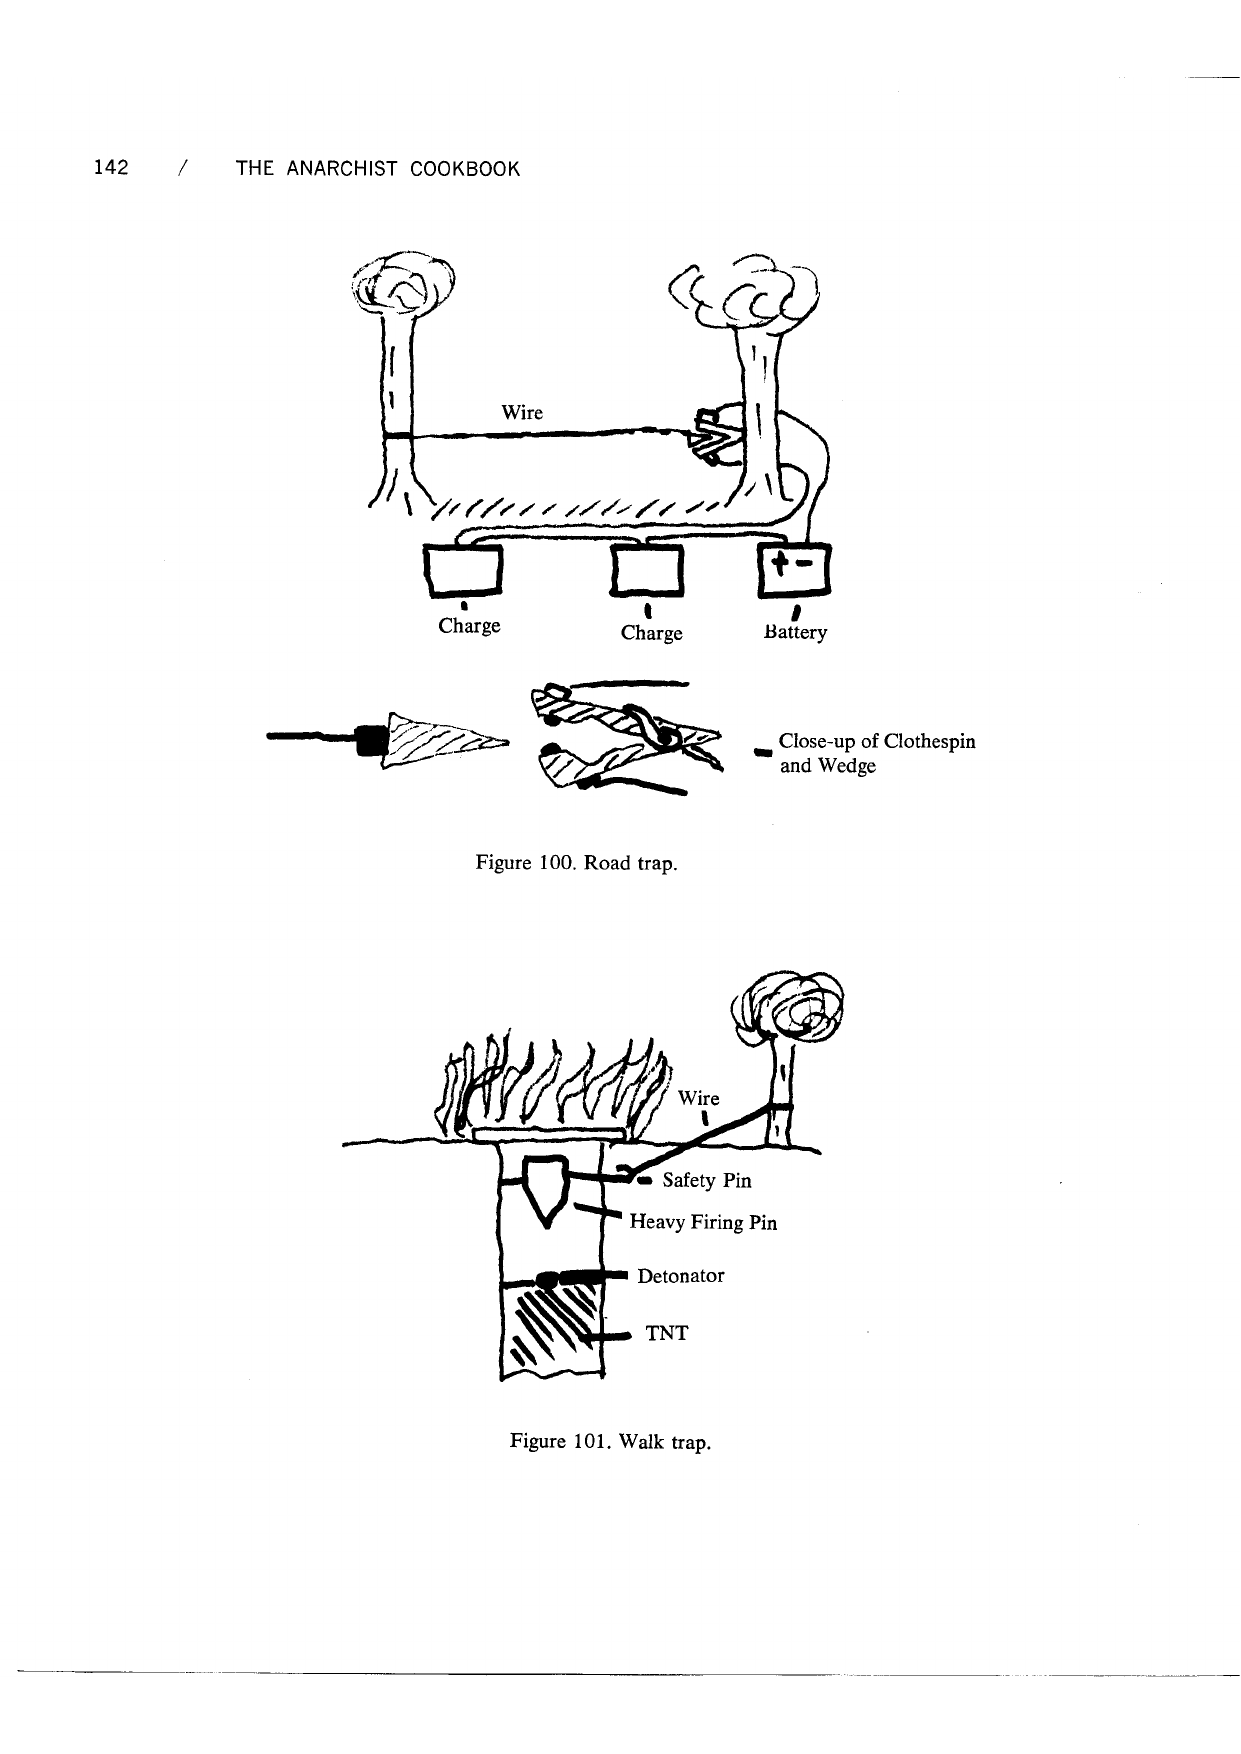 142 / THE ANARCHIST COOKBOOK
Wire
+ -
Charge
Charge
Battery
Close-up of Clothespin
and Wedge
Figure 100. Road trap.
Wire
Safety Pin
Heavy Firing Pin
Detonator
TNT
Figure 101. Walk trap.